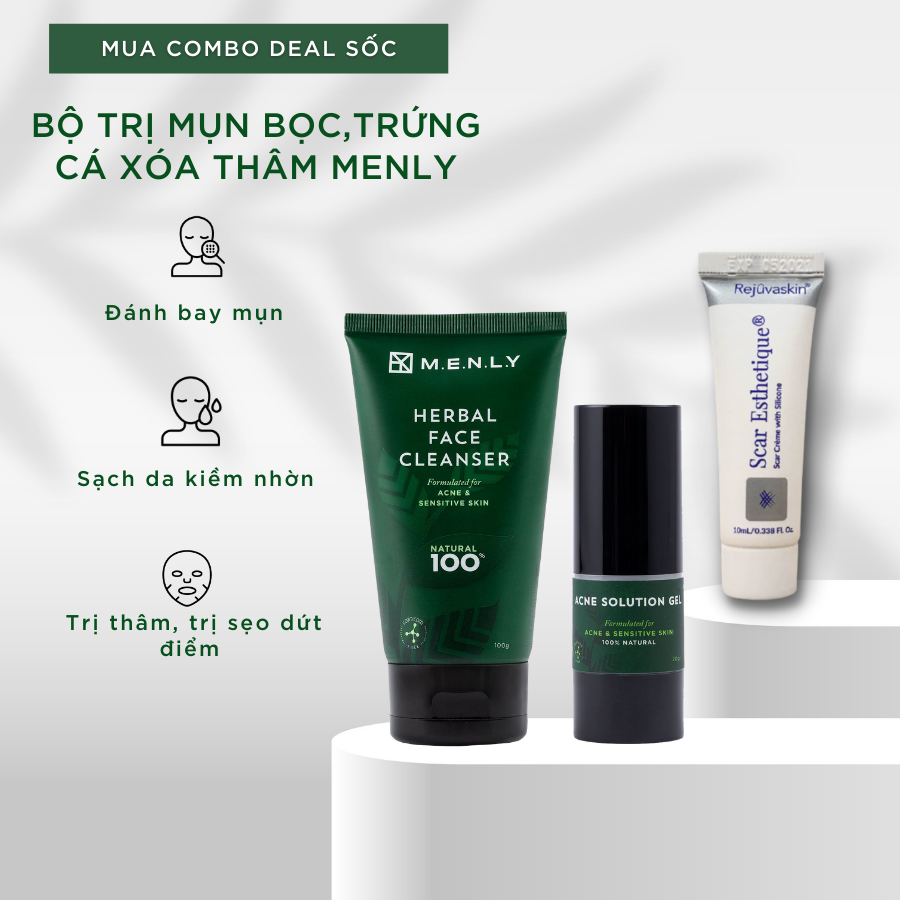 MUA COMBO DEAL SỐC
BỘ TRỊ MỤN BỌC,TRỨNG
CÁ XÓA THÂM MENLY
Đánh bay mụn
Sạch da kiềm nhờn
Trị thâm, trị sẹo dứt
điểm
M.E.N.L.Y
HERBAL
FACE
CLEANSER
Formulated for
ACNE &
SENSITIVE SKIN
NATURAL
100
100g
ACNE SOLUTION GEL
Formulated for
ACNE & SENSITIVE SKIN
100% NATURAL
EXP 052021
Rejûvaskin®
Scar Esthetique®
Scar Crème with Silicone
10mL/0.338 Fl. Oz.